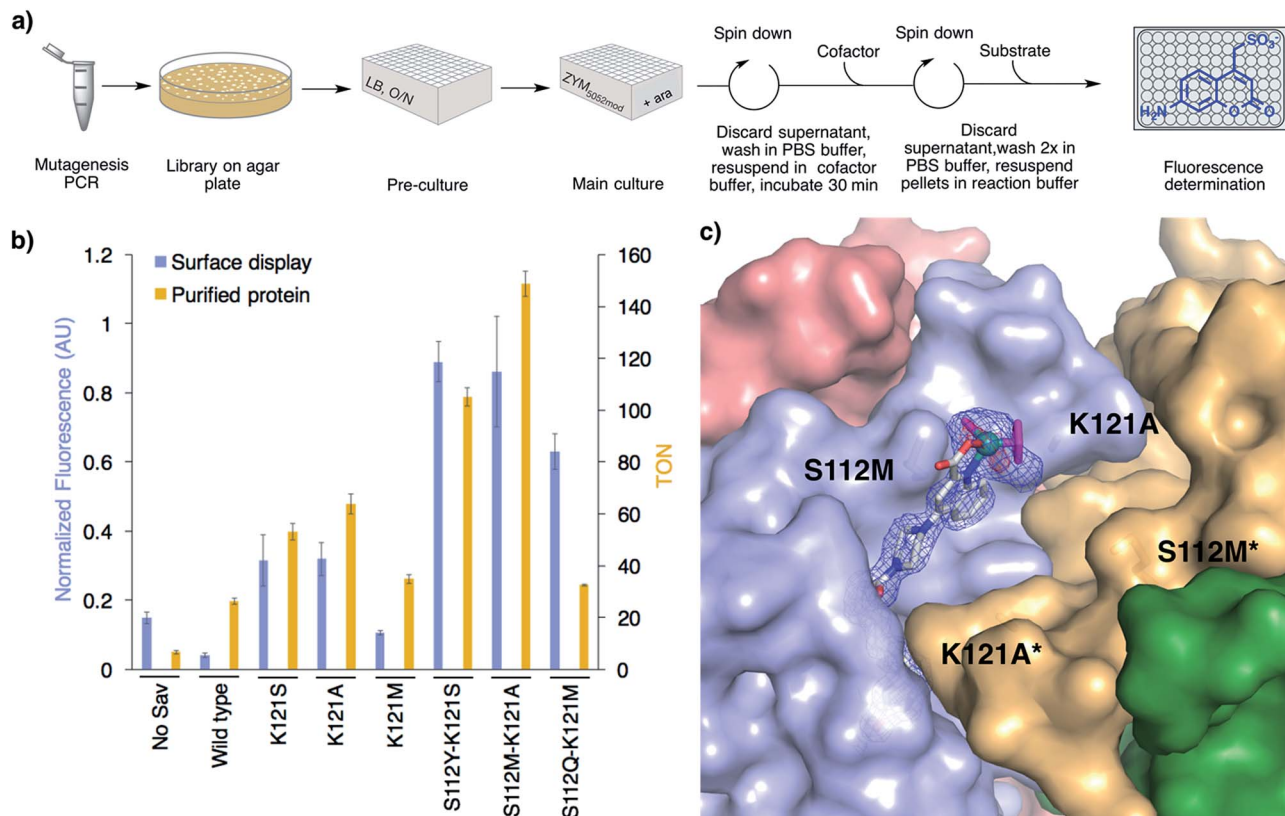 a)
Mutagenesis
PCR
Library on agar
plate
LB, O/N
Pre-culture
ZYM5052mod
+ ara
Main culture
Spin down
Cofactor
Spin down
Substrate
Discard supernatant,
wash in PBS buffer,
resuspend in cofactor
buffer, incubate 30 min
Discard
supernatant,wash 2x in
PBS buffer, resuspend
pellets in reaction buffer
SO3-
H2N
O
O
Fluorescence
determination
b)
Normalized Fluorescence (AU)
1.2
1
0.8
0.6
0.4
0.2
0
Surface display
Purified protein
160
140
120
100
80
60
40
20
0
TON
No Sav
Wild type
K121S
K121A
K121M
S112Y-K121S
S112M-K121A
S112Q-K121M
c)
K121A
S112M
S112M*
K121A*